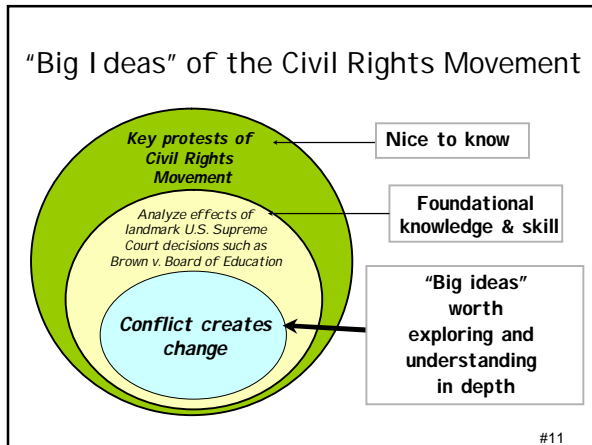 “Big Ideas” of the Civil Rights Movement
Key protests of
Civil Rights
Movement
Nice to know
Analyze effects of
landmark U.S. Supreme
Court decisions such as
Brown v. Board of Education
Foundational
knowledge & skill
Conflict creates
change
“Big ideas”
worth
exploring and
understanding
in depth
#11